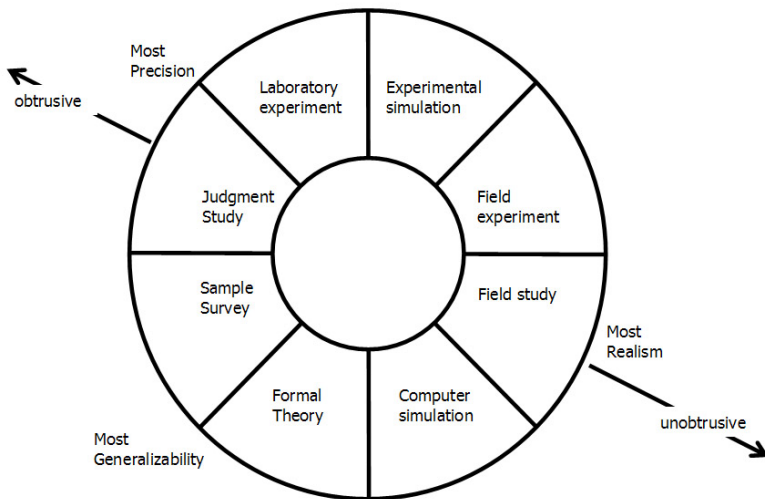 Most
Precision
obtrusive
Laboratory
experiment
Experimental
simulation
Judgment
Study
Field
experiment
Sample
Survey
Field study
Most
Realism
Formal
Theory
Computer
simulation
unobtrusive
Most
Generalizability